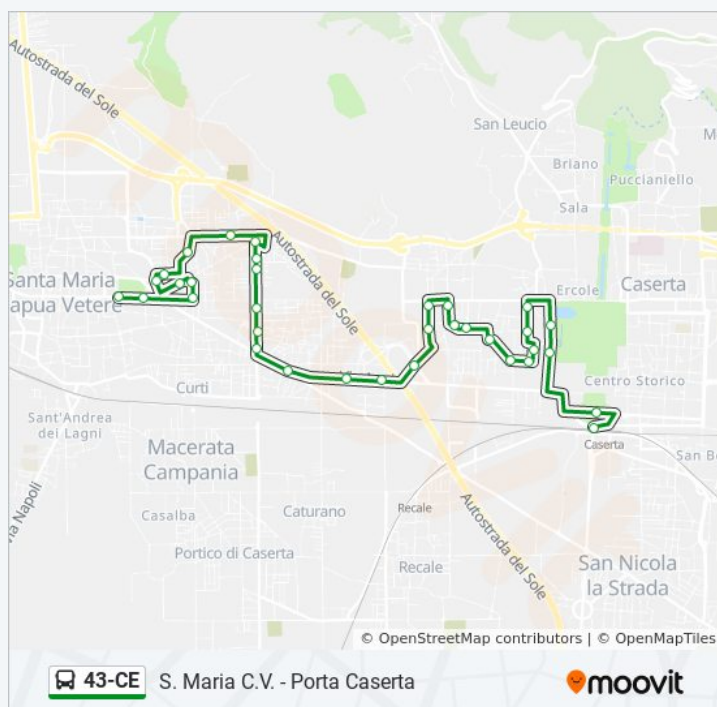 Autostrada del Sole
San Leucio
Briano
Puccianiello
Sala
Autostrada del Sole
Santa Maria
Capua Vetere
Ercole
Caserta
Curti
Centro Storico
Sant'Andrea
dei Lagni
Macerata
Campania
Caserta
San Be
Recale
Casalba
Caturano
Autostrada del Sole
via Napoli
Portico di Caserta
Recale
San Nicola
la Strada
© OpenStreetMap contributors | © OpenMapTiles
43-CE S. Maria C.V. - Porta Caserta
moovit